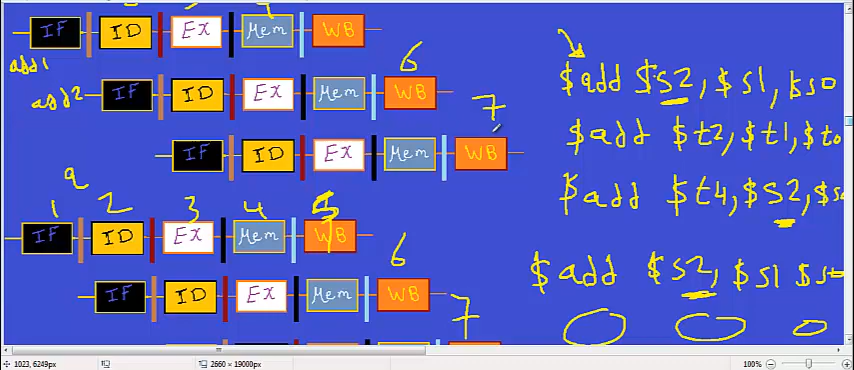 IF ID Ex Mem WB
add1
6
add2 IF ID Ex Mem WB
7
IF ID Ex Mem WB
9
1 2 3 4 5
IF ID Ex Mem WB
6
IF ID Ex Mem WB
7
$add $s2, $s1, $s0
$add $t2, $t1, $t0
$add $t4, $s2,
$add $s2, $s1
1023, 6249px 2660 × 19000px 100%